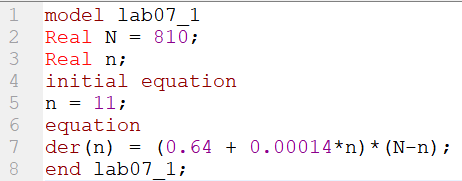 1 model lab07_1
2 Real N = 810;
3 Real n;
4 initial equation
5 n = 11;
6 equation
7 der(n) = (0.64 + 0.00014*n)*(N-n);
8 end lab07_1;